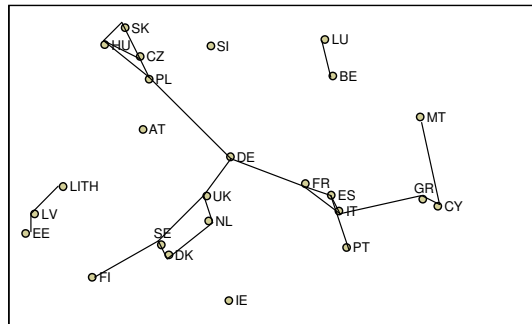 SK
LU
HU
SI
CZ
BE
PL
MT
AT
DE
FR
LITH
ES
UK
GR
CY
IT
LV
NL
EE
SE
PT
DK
FI
IE